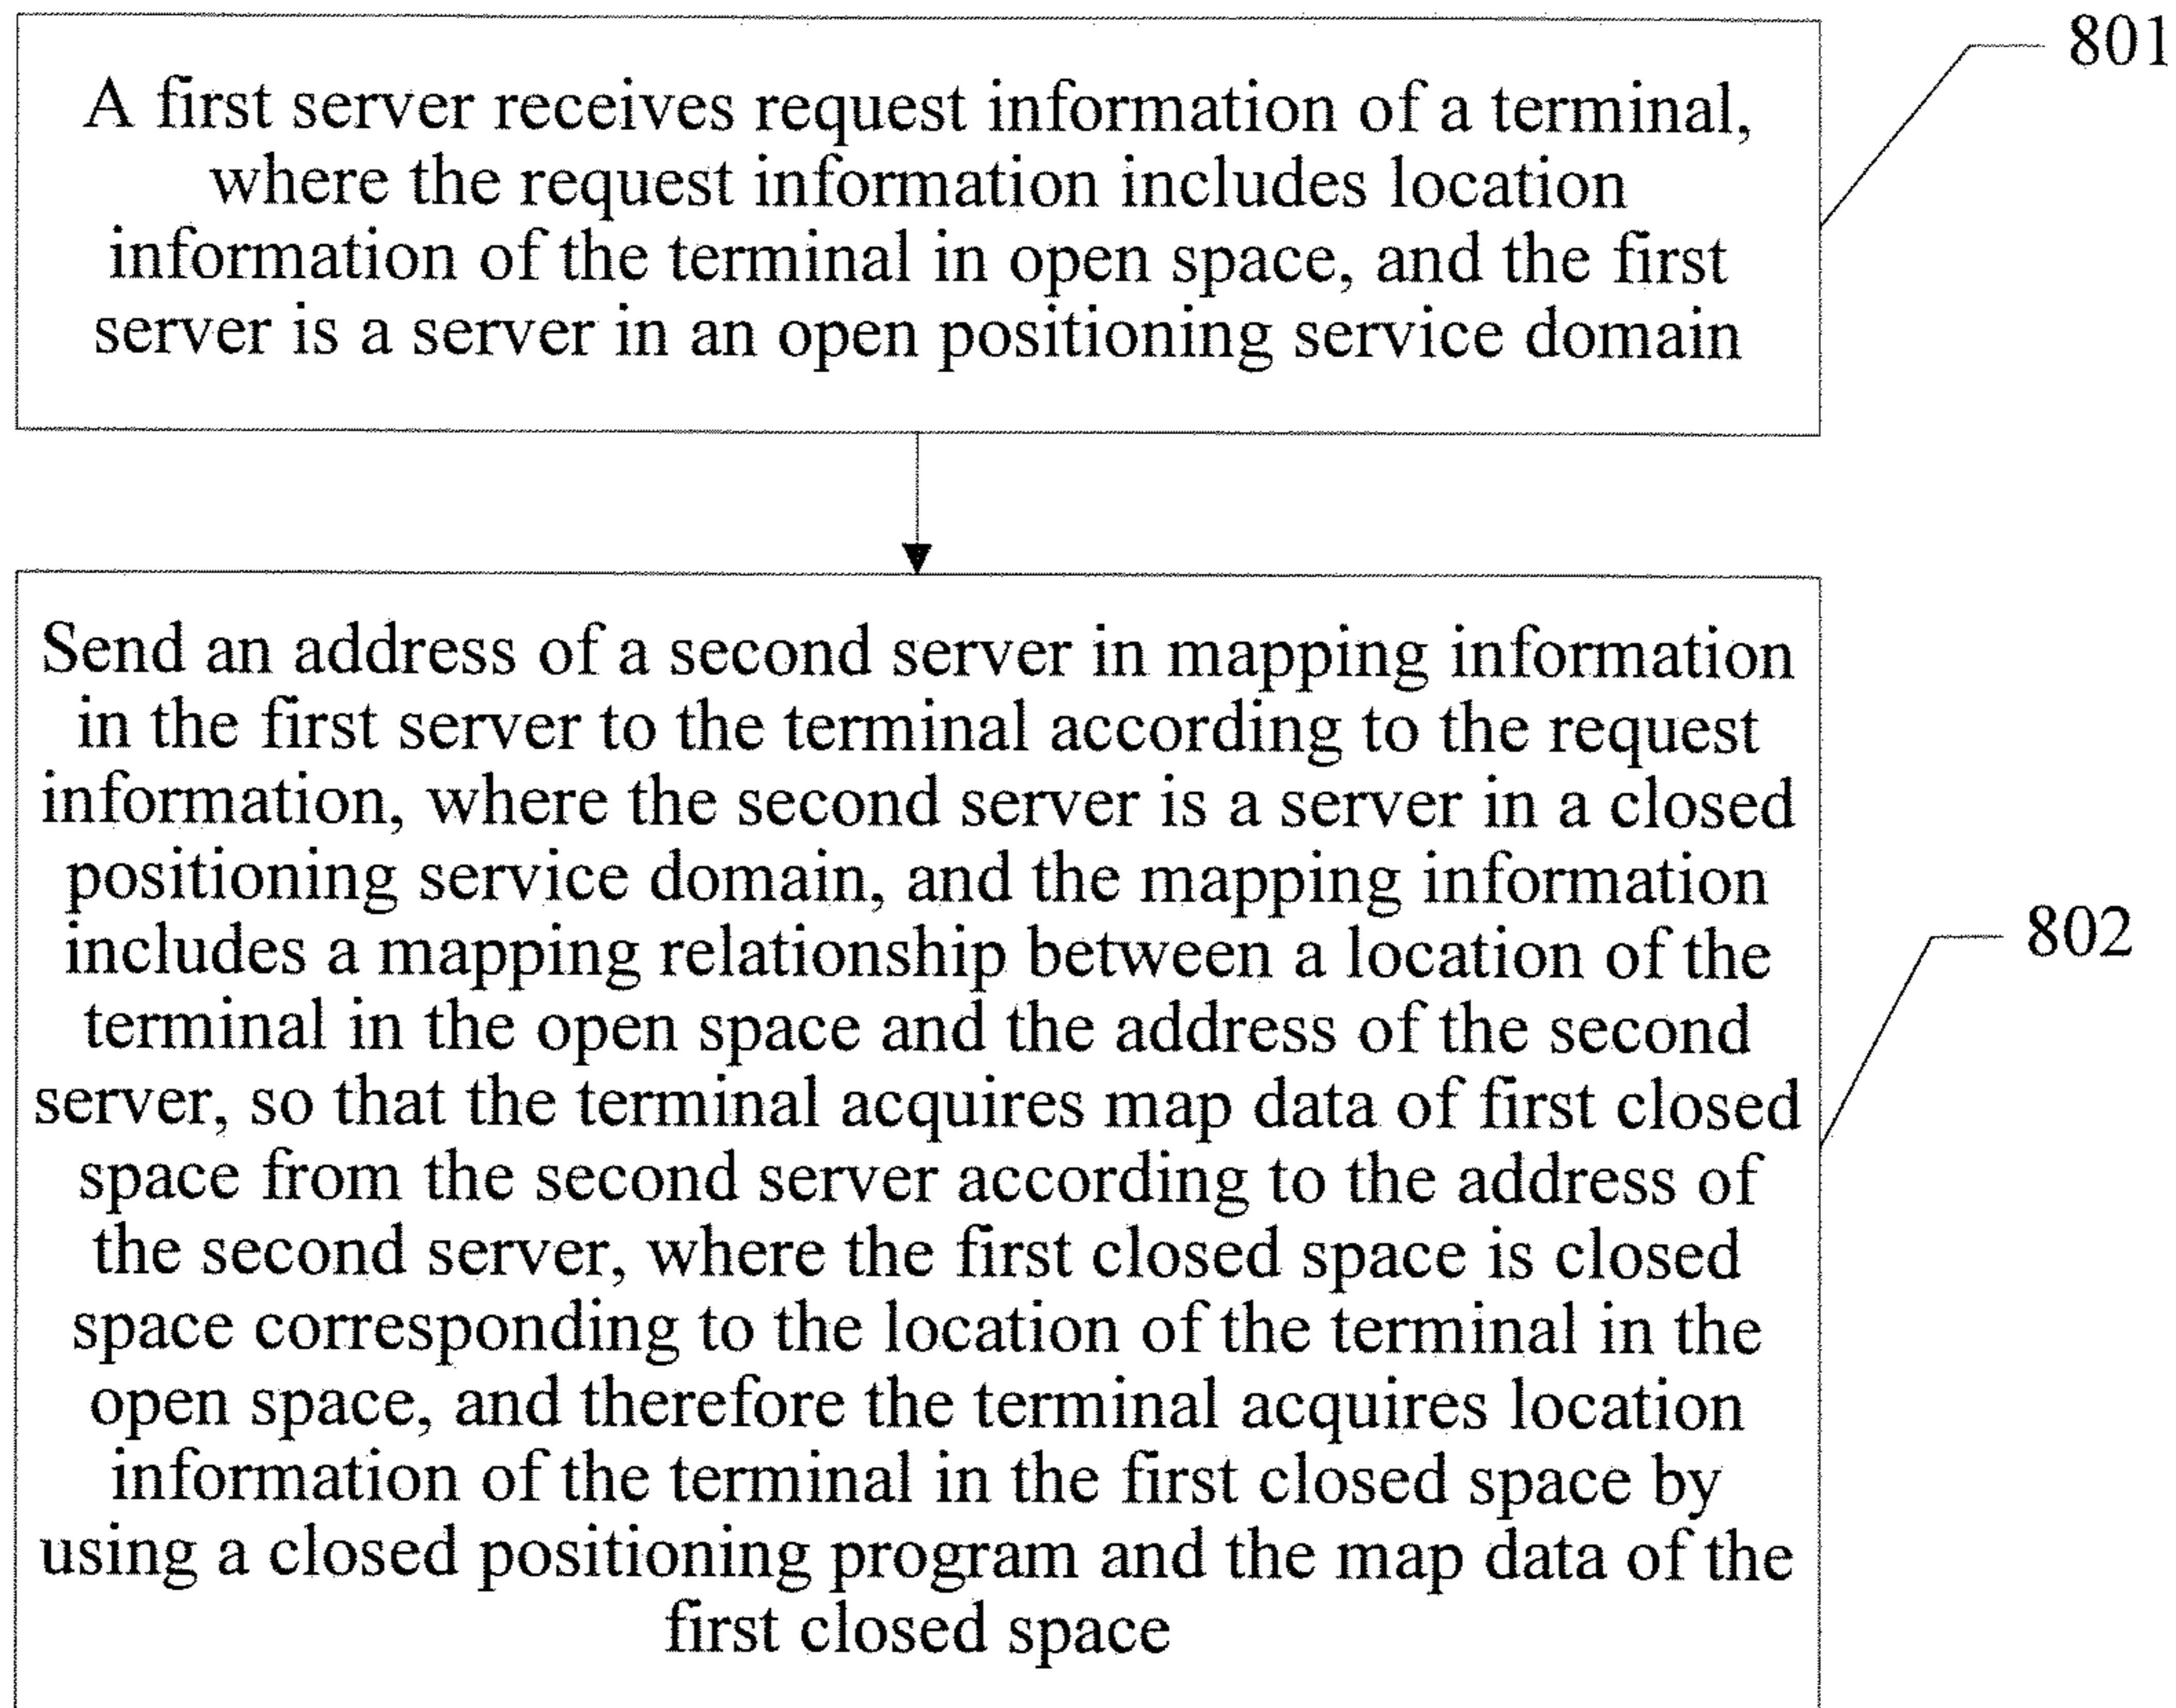 801
A first server receives request information of a terminal,
where the request information includes location
information of the terminal in open space, and the first
server is a server in an open positioning service domain
Send an address of a second server in mapping information
in the first server to the terminal according to the request
information, where the second server is a server in a closed
positioning service domain, and the mapping information
includes a mapping relationship between a location of the
terminal in the open space and the address of the second
server, so that the terminal acquires map data of first closed
space from the second server according to the address of
the second server, where the first closed space is closed
space corresponding to the location of the terminal in the
open space, and therefore the terminal acquires location
information of the terminal in the first closed space by
using a closed positioning program and the map data of the
first closed space
802